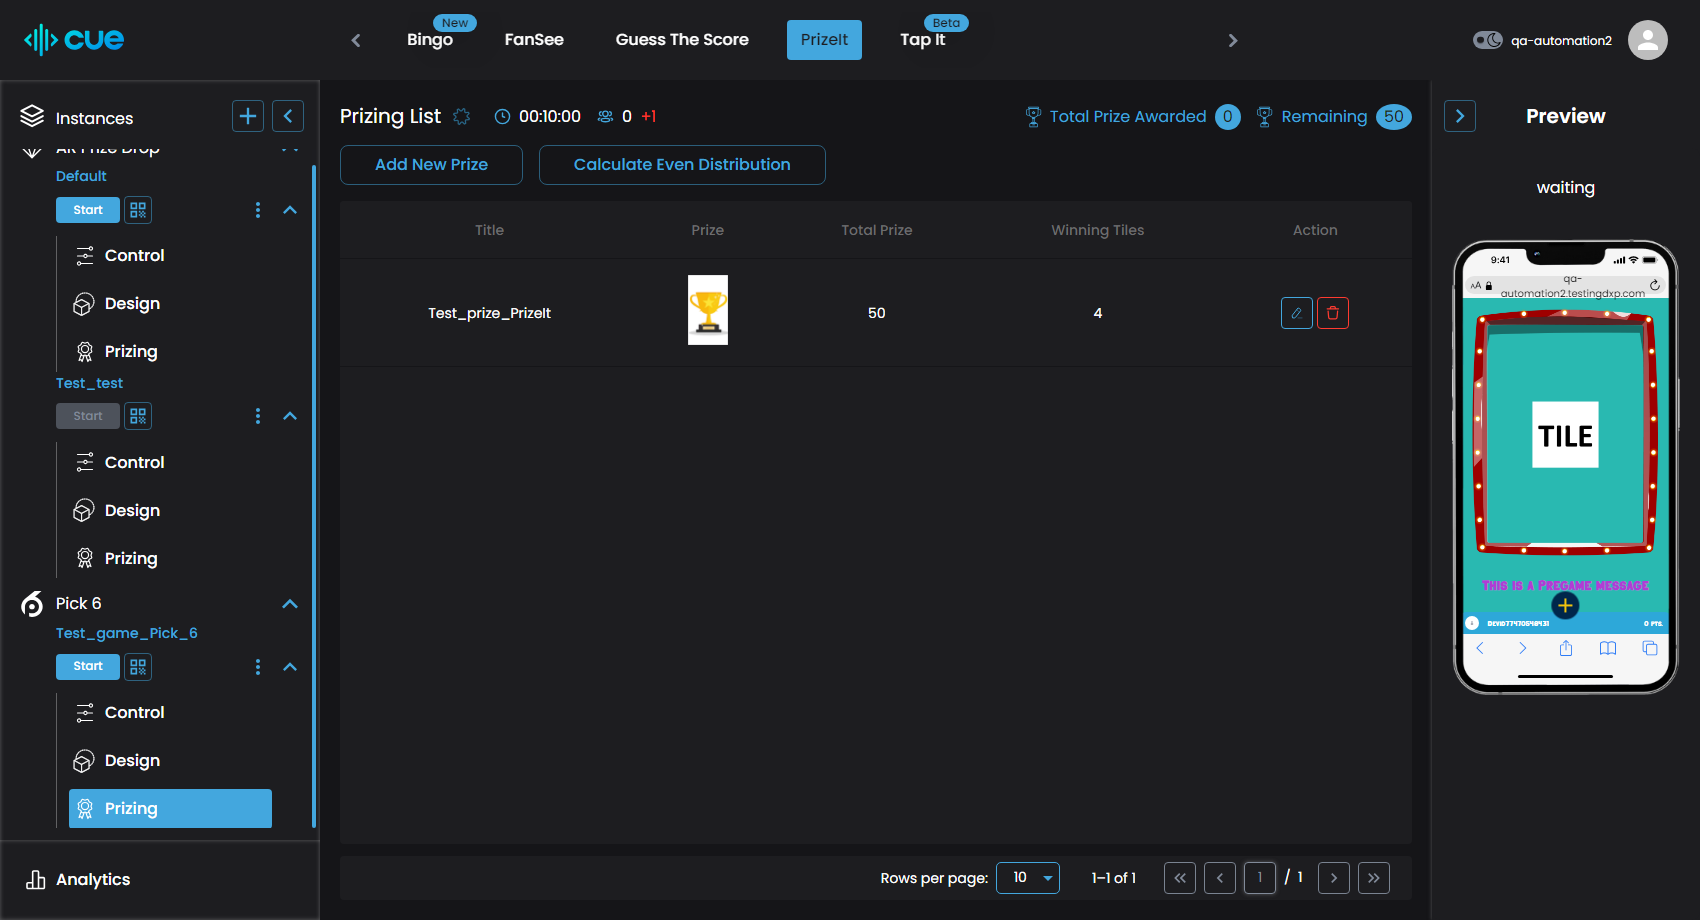 cue
New
Bingo
FanSee
Guess The Score
PrizeIt
Beta
Tap It
qa-automation2
Instances
AR Prize Drop
Default
Start
Control
Design
Prizing
Test_test
Start
Control
Design
Prizing
Pick 6
Test_game_Pick_6
Start
Control
Design
Prizing
Analytics
Prizing List
00:10:00
0 +1
Total Prize Awarded 0
Remaining 50
Add New Prize
Calculate Even Distribution
Title Prize Total Prize Winning Tiles Action
Test_prize_PrizeIt 50 4
Rows per page: 10 1–1 of 1 1 / 1
Preview
waiting
9:41
AA
qa-
automation2.testingdxp.com
TILE
THIS IS A PREGAME MESSAGE
0 PTS.